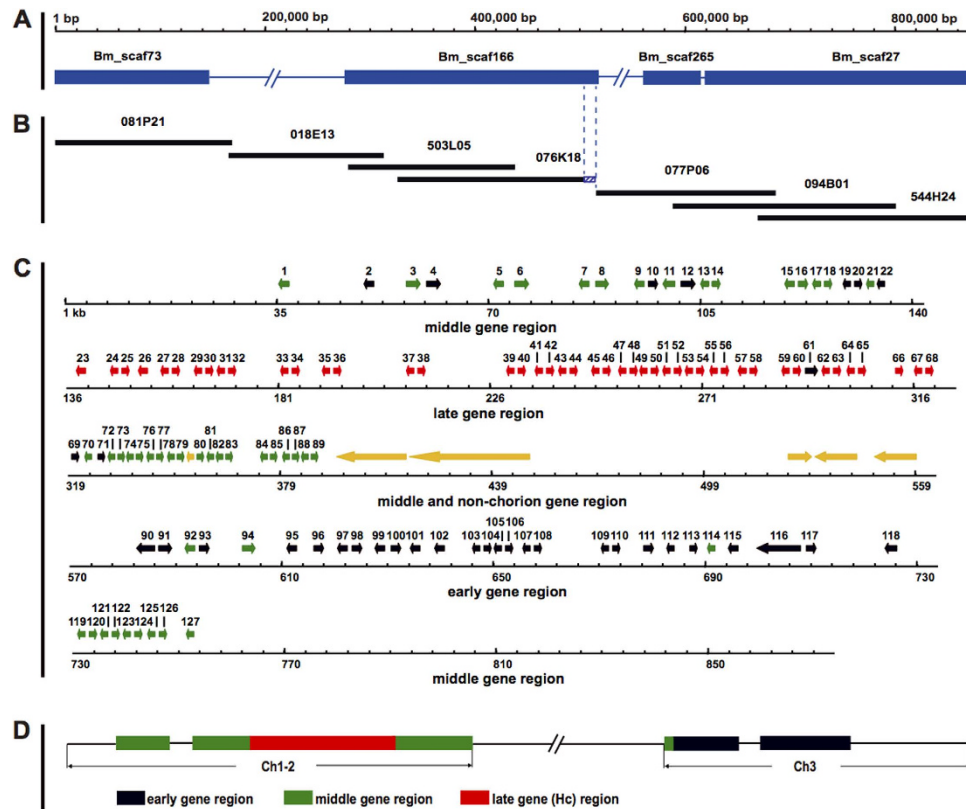 A
1 bp 200,000 bp 400,000 bp 600,000 bp 800,000 bp
Bm_scaf73 Bm_scaf166 Bm_scaf265 Bm_scaf27
B
081P21
018E13
503L05
076K18
077P06
094B01
544H24
C
1 2 3 4 5 6 7 8 9 10 11 12 13 14 15 16 17 18 19 20 21 22
1 kb 35 70 105 140
middle gene region
41 42 47 48 51 52 55 56 61 64 65
23 24 25 26 27 28 29 30 31 32 33 34 35 36 37 38 39 40 43 44 45 46 49 50 53 54 57 58 59 60 62 63 66 67 68
136 181 226 271 316
late gene region
72 73 76 77 81 86 87
69 70 71 74 75 78 79 80 82 83 84 85 88 89
319 379 439 499 559
middle and non-chorion gene region
105 106
90 91 92 93 94 95 96 97 98 99 100 101 102 103 104 107 108 109 110 111 112 113 114 115 116 117 118
570 610 650 690 730
early gene region
121 122 125 126
119 120 123 124 127
730 770 810 850
middle gene region
D
Ch1-2 Ch3
early gene region middle gene region late gene (Hc) region